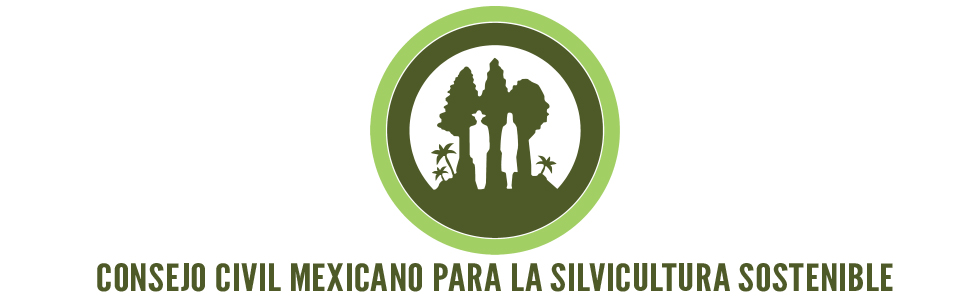 CONSEJO CIVIL MEXICANO PARA LA SILVICULTURA SOSTENIBLE